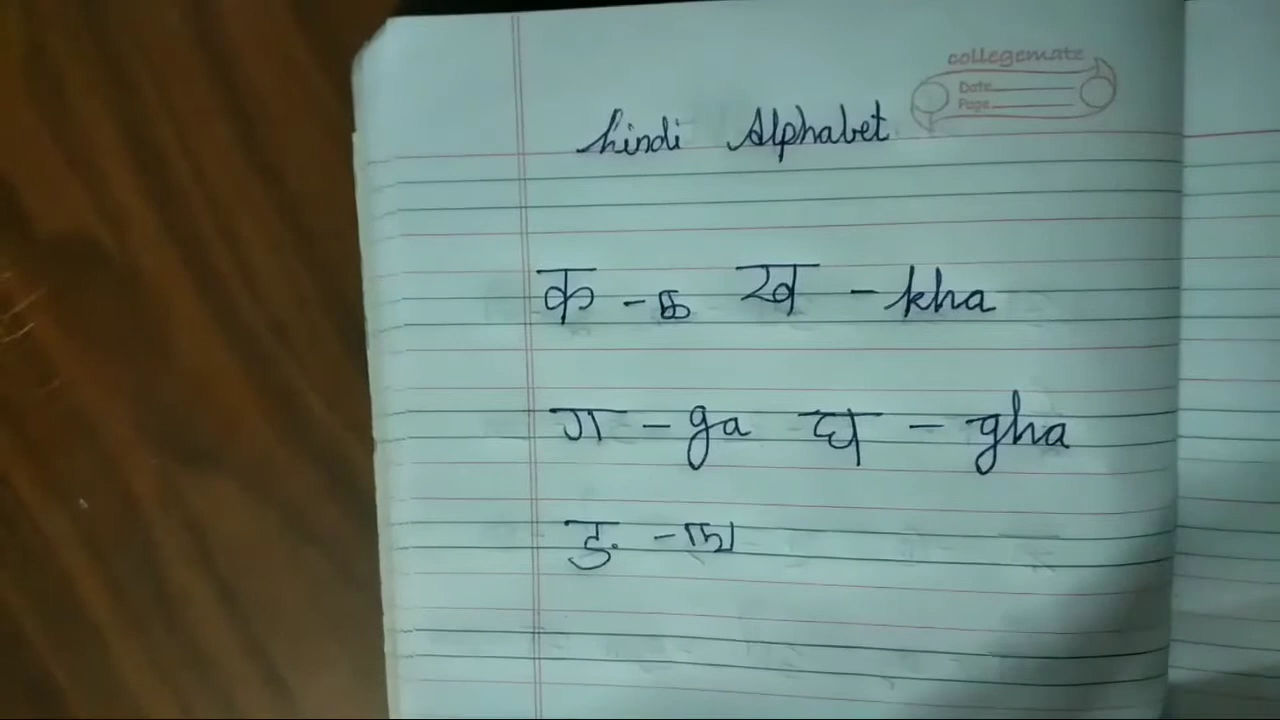 collegemate
Date
Page
hindi Alphabet
क - க ख - kha
ग - ga घ - gha
ङ - ங